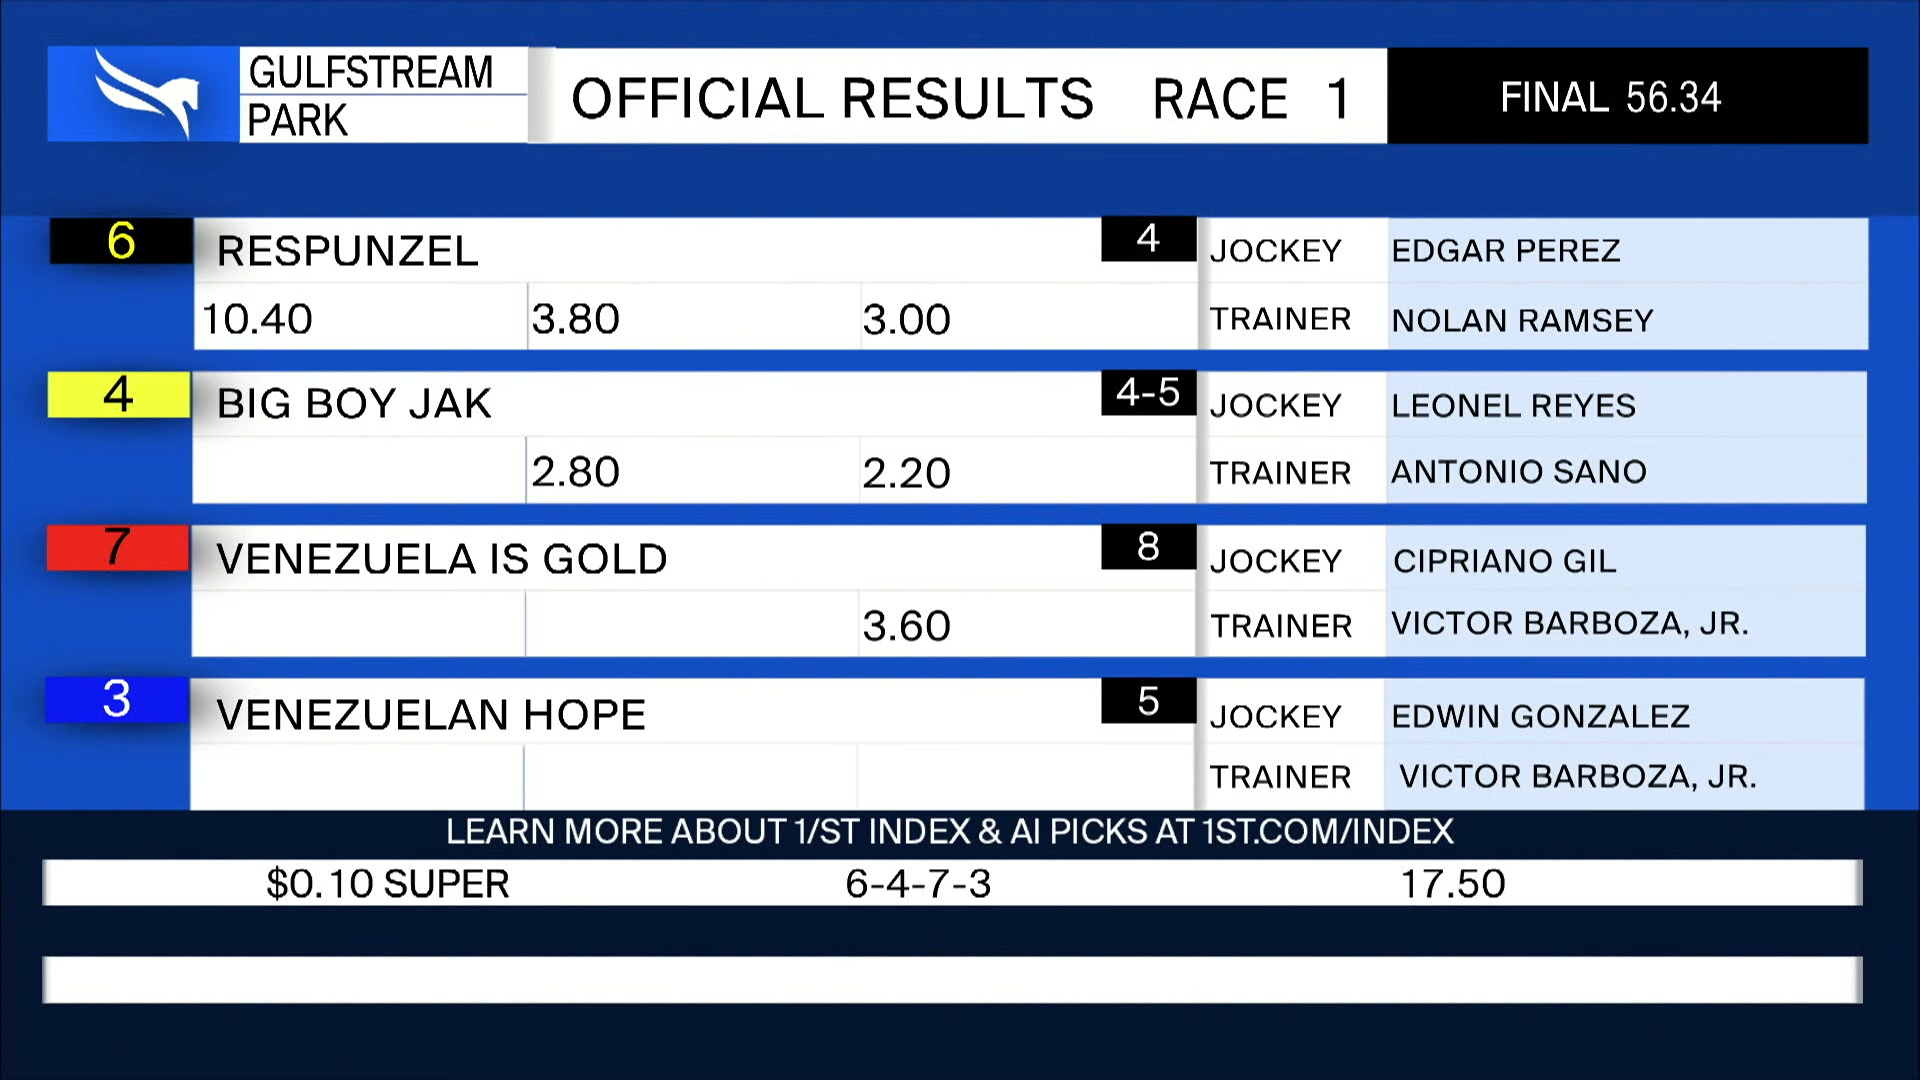 GULFSTREAM
PARK
OFFICIAL RESULTS RACE 1
FINAL 56.34
6 RESPUNZEL 4 JOCKEY EDGAR PEREZ
10.40 3.80 3.00 TRAINER NOLAN RAMSEY
4 BIG BOY JAK 4-5 JOCKEY LEONEL REYES
2.80 2.20 TRAINER ANTONIO SANO
7 VENEZUELA IS GOLD 8 JOCKEY CIPRIANO GIL
3.60 TRAINER VICTOR BARBOZA, JR.
3 VENEZUELAN HOPE 5 JOCKEY EDWIN GONZALEZ
TRAINER VICTOR BARBOZA, JR.
LEARN MORE ABOUT 1/ST INDEX & AI PICKS AT 1ST.COM/INDEX
$0.10 SUPER 6-4-7-3 17.50